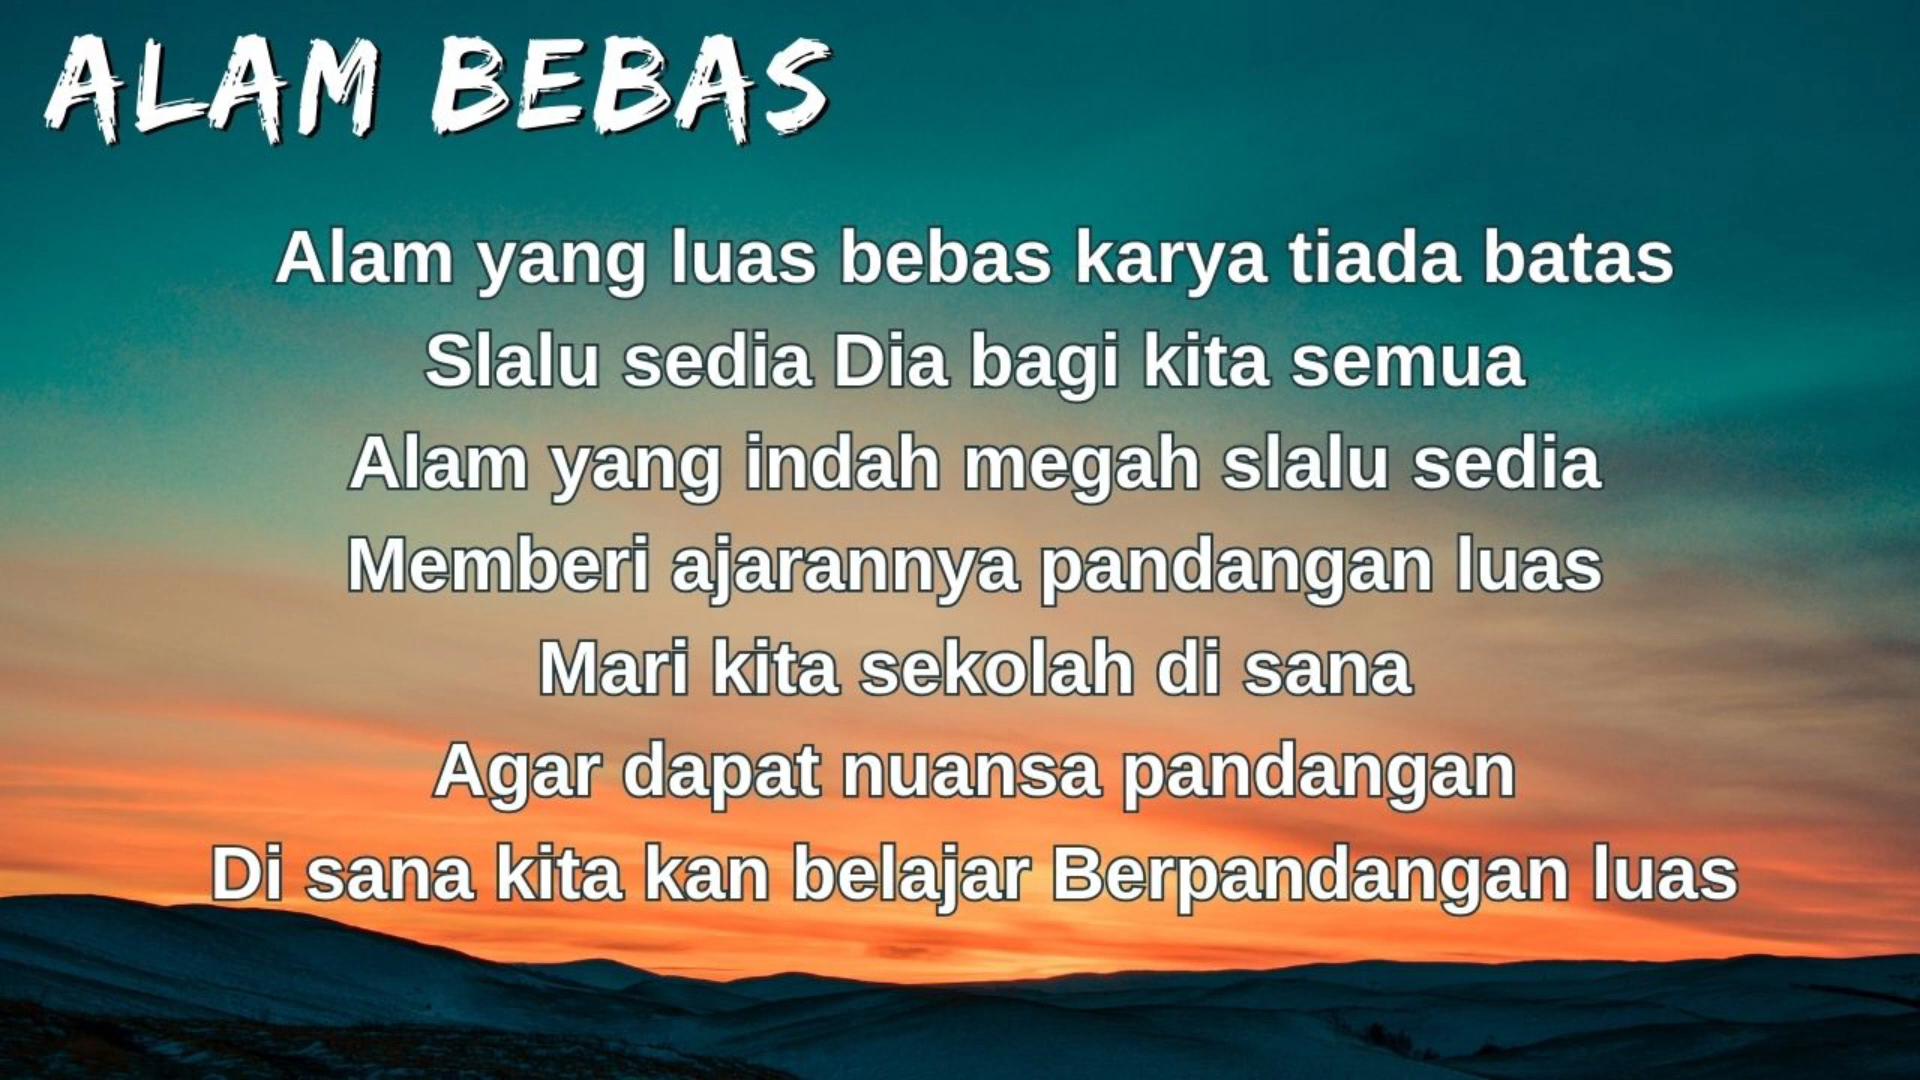 ALAM BEBAS
Alam yang luas bebas karya tiada batas
Slalu sedia Dia bagi kita semua
Alam yang indah megah slalu sedia
Memberi ajarannya pandangan luas
Mari kita sekolah di sana
Agar dapat nuansa pandangan
Di sana kita kan belajar Berpandangan luas